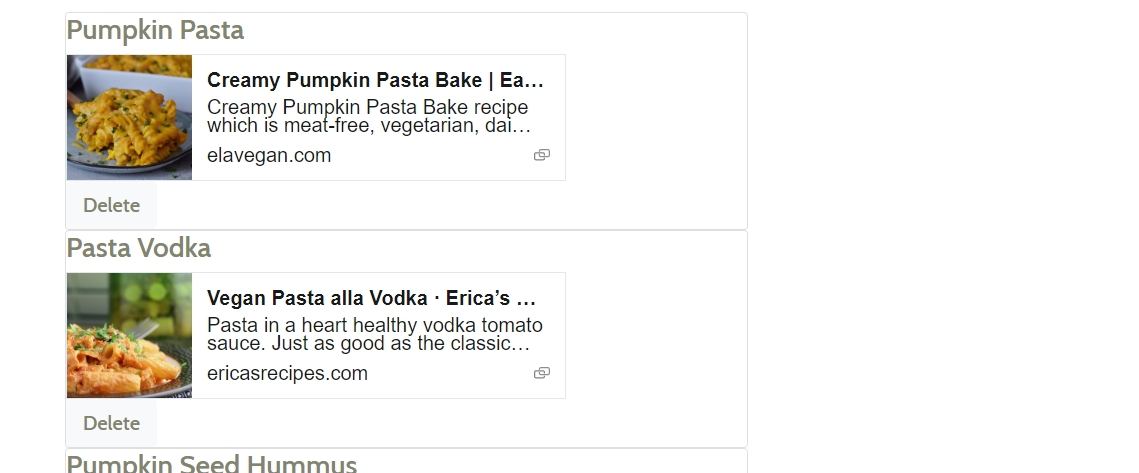 Pumpkin Pasta
Creamy Pumpkin Pasta Bake | Ea…
Creamy Pumpkin Pasta Bake recipe
which is meat-free, vegetarian, dai…
elavegan.com
Delete
Pasta Vodka
Vegan Pasta alla Vodka · Erica’s …
Pasta in a heart healthy vodka tomato
sauce. Just as good as the classic…
ericasrecipes.com
Delete
Pumpkin Seed Hummus